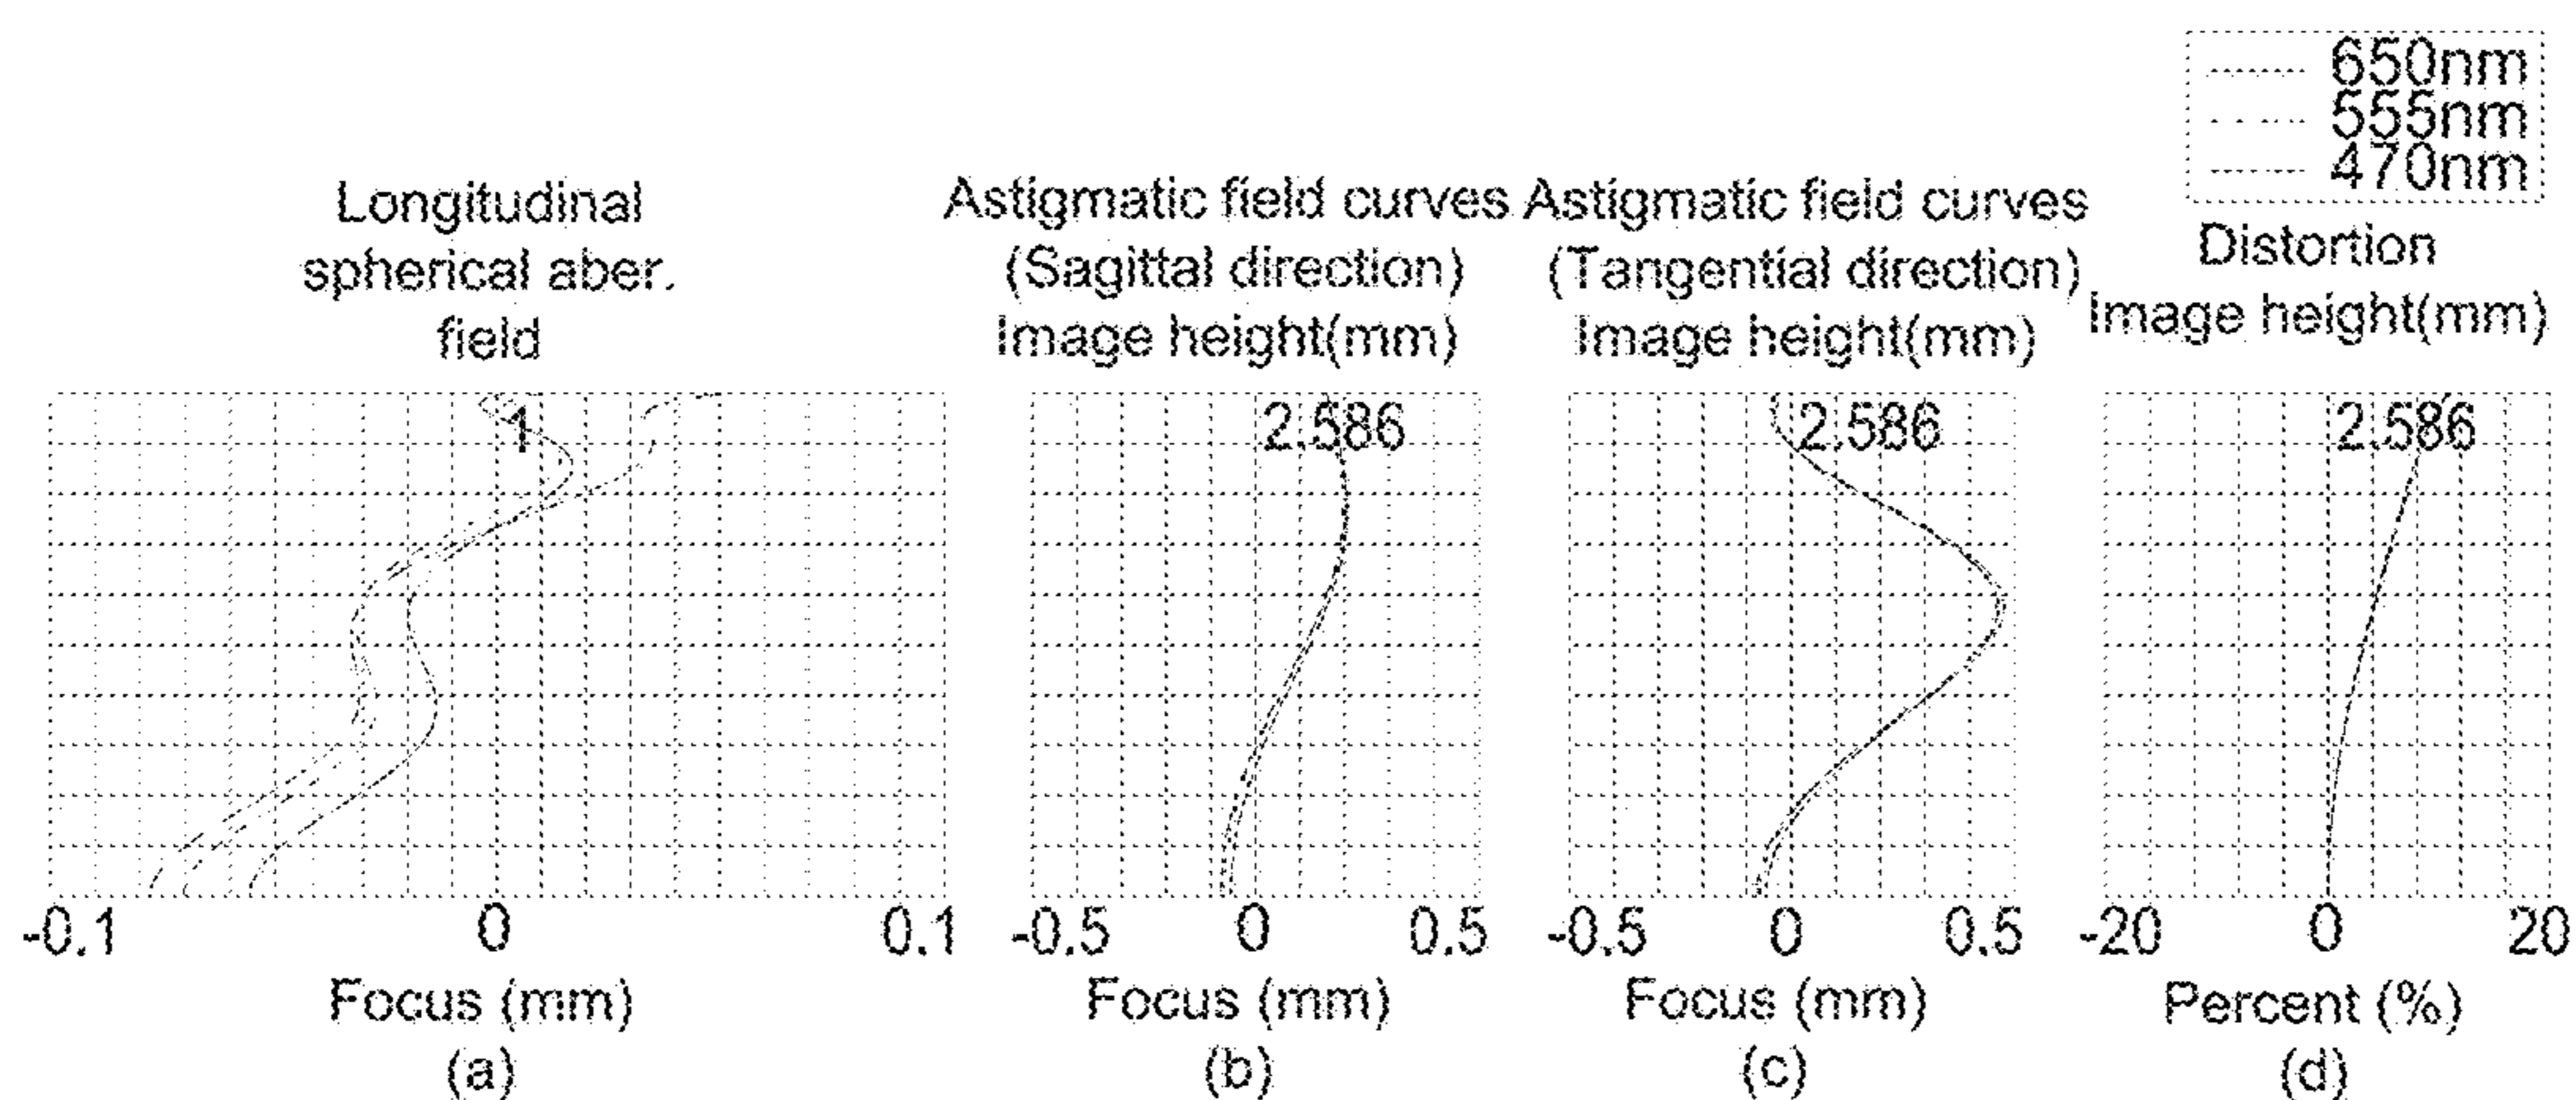 650nm
555nm
470nm
Longitudinal
spherical aber.
field
Astigmatic field curves
(Sagittal direction)
Image height(mm)
Astigmatic field curves
(Tangential direction)
Image height(mm)
Distortion
Image height(mm)
1
2.586
2.586
2.586
-0.1 0 0.1
-0.5 0 0.5
-0.5 0 0.5
-20 0 20
Focus (mm)
Focus (mm)
Focus (mm)
Percent (%)
(a)
(b)
(c)
(d)